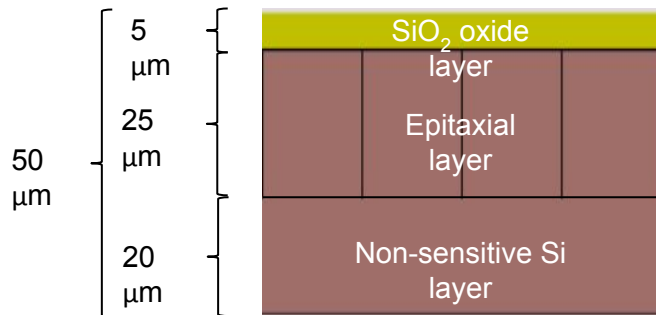 5
μm
25
μm
50
μm
20
μm
SiO₂ oxide
layer
Epitaxial
layer
Non-sensitive Si
layer